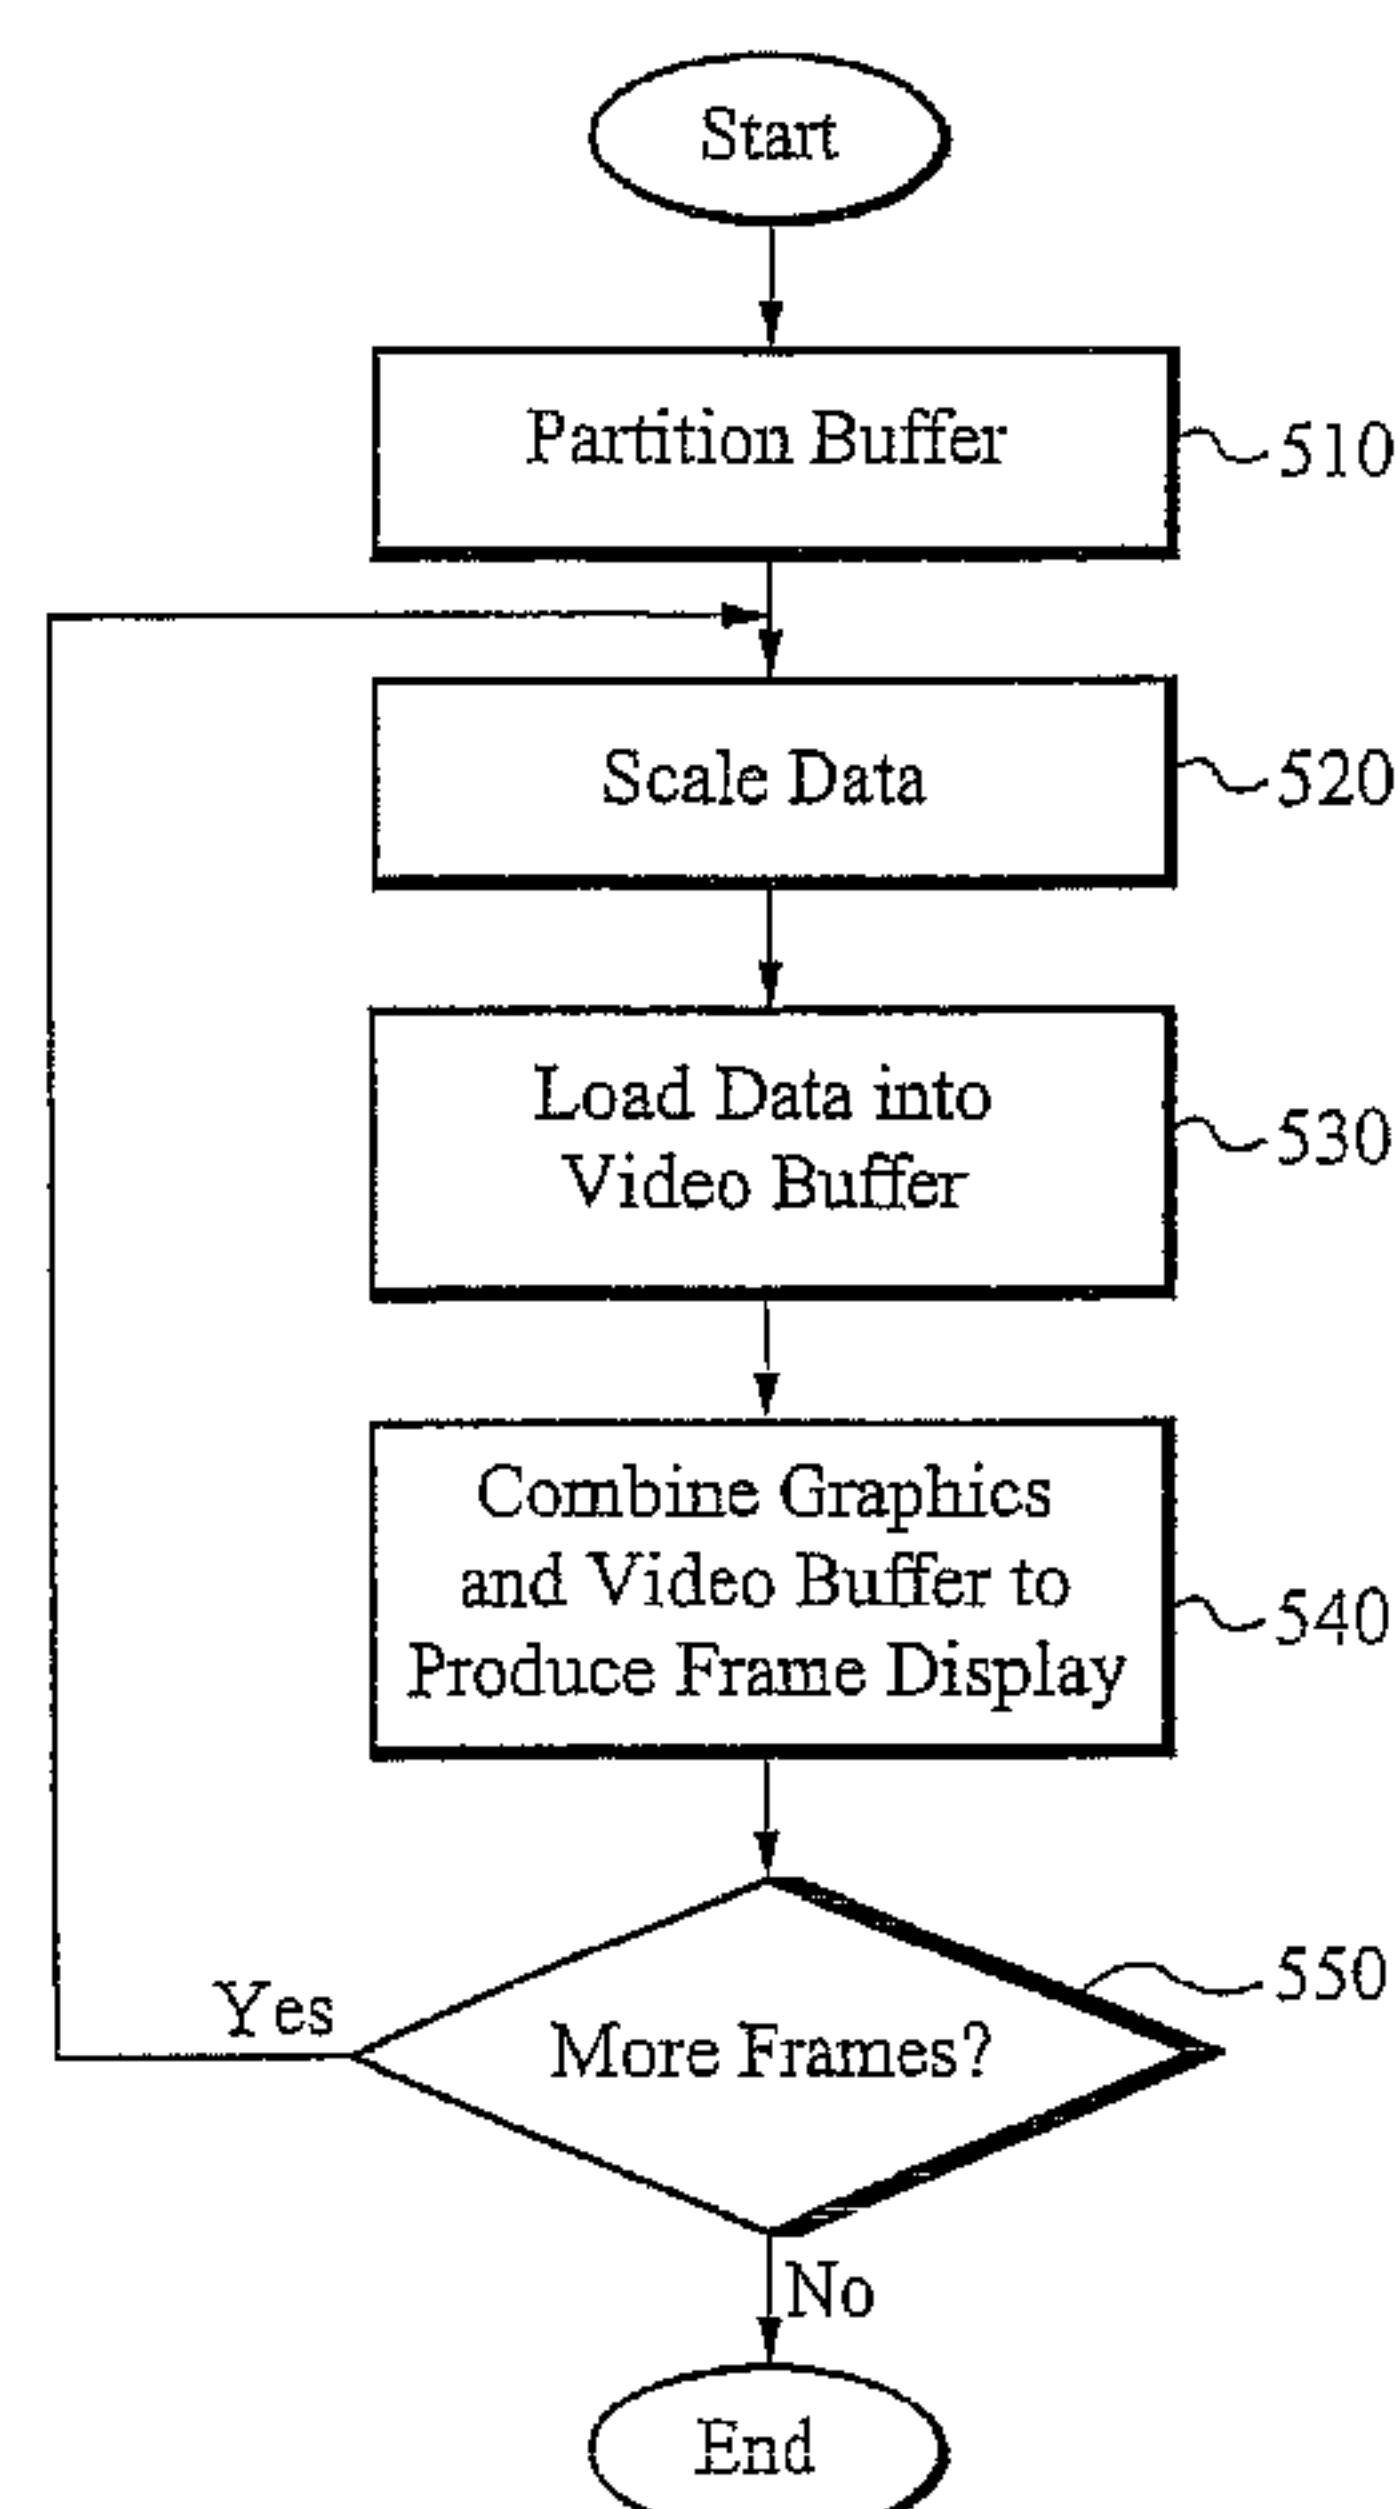 Start
Partition Buffer
510
Scale Data
520
Load Data into
Video Buffer
530
Combine Graphics
and Video Buffer to
Produce Frame Display
540
550
Yes
More Frames?
No
End